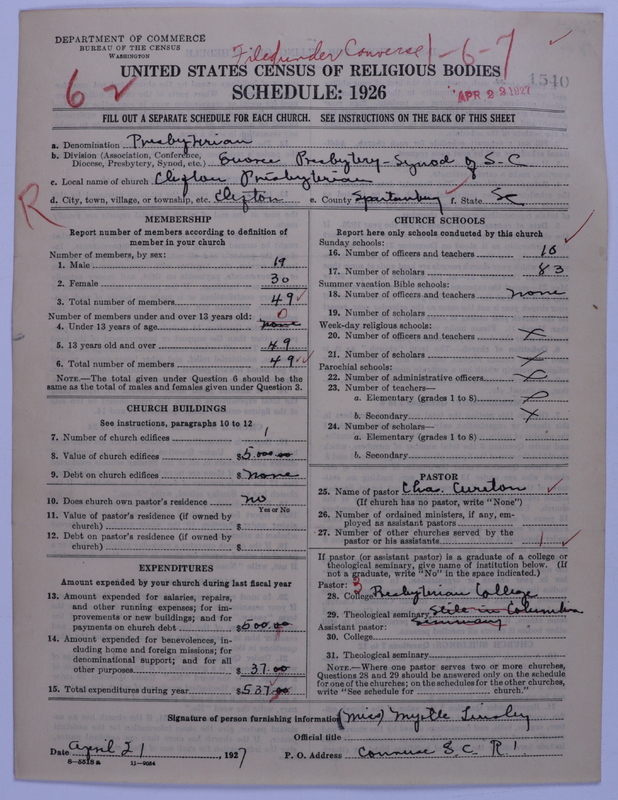 DEPARTMENT OF COMMERCE
BUREAU OF THE CENSUS
WASHINGTON
Filed under Converse 1-6-7
UNITED STATES CENSUS OF RELIGIOUS BODIES
1540
62
SCHEDULE: 1926
APR 22 1927
FILL OUT A SEPARATE SCHEDULE FOR EACH CHURCH. SEE INSTRUCTIONS ON THE BACK OF THIS SHEET
a. Denomination Presbyterian
b. Division (Association, Conference, Diocese, Presbytery, Synod, etc.) Enoree Presbytery-Synod of S-C
c. Local name of church Clifton Presbyterian
d. City, town, village, or township, etc. Clifton e. County Spartanburg f. State SC
R
MEMBERSHIP
Report number of members according to definition of
member in your church
Number of members, by sex:
1. Male 19
2. Female 30
3. Total number of members 49
Number of members under and over 13 years old: 0
4. Under 13 years of age none
5. 13 years old and over 49
6. Total number of members 49
NOTE.—The total given under Question 6 should be the
same as the total of males and females given under Question 3.
CHURCH BUILDINGS
See instructions, paragraphs 10 to 12
7. Number of church edifices 1
8. Value of church edifices $5.000.00
9. Debt on church edifices $ none
10. Does church own pastor's residence no
Yes or No
11. Value of pastor's residence (if owned by
church) $
12. Debt on pastor's residence (if owned by
church) $
EXPENDITURES
Amount expended by your church during last fiscal year
13. Amount expended for salaries, repairs,
and other running expenses; for im-
provements or new buildings; and for
payments on church debt $500.00
14. Amount expended for benevolences, in-
cluding home and foreign missions; for
denominational support; and for all
other purposes 37.00
15. Total expenditures during year $537.00
CHURCH SCHOOLS
Report here only schools conducted by this church
Sunday schools:
16. Number of officers and teachers 10
17. Number of scholars 83
Summer vacation Bible schools:
18. Number of officers and teachers none
19. Number of scholars
Week-day religious schools:
20. Number of officers and teachers x
21. Number of scholars x
Parochial schools:
22. Number of administrative officers x
23. Number of teachers—
a. Elementary (grades 1 to 8) x
b. Secondary x
24. Number of scholars—
a. Elementary (grades 1 to 8)
b. Secondary
PASTOR
25. Name of pastor Chas. Cureton
(If church has no pastor, write "None")
26. Number of ordained ministers, if any, em-
ployed as assistant pastors
27. Number of other churches served by the
pastor or his assistants 1
If pastor (or assistant pastor) is a graduate of a college or
theological seminary, give name of institution below. (If
not a graduate, write "No" in the space indicated.)
Pastor: 3
28. College Presbyterian College
29. Theological seminary Still in Columbia
Assistant pastor: Seminary
30. College
31. Theological seminary
NOTE.—Where one pastor serves two or more churches,
Questions 28 and 29 should be answered only on the schedule
for one of the churches; on the schedules for the other churches,
write "See schedule for church."
Signature of person furnishing information (Miss) Myrtle Linsley
Official title
Date April 21, 1927 P. O. Address Converse S.C. R 1
8-5518a 11-9054